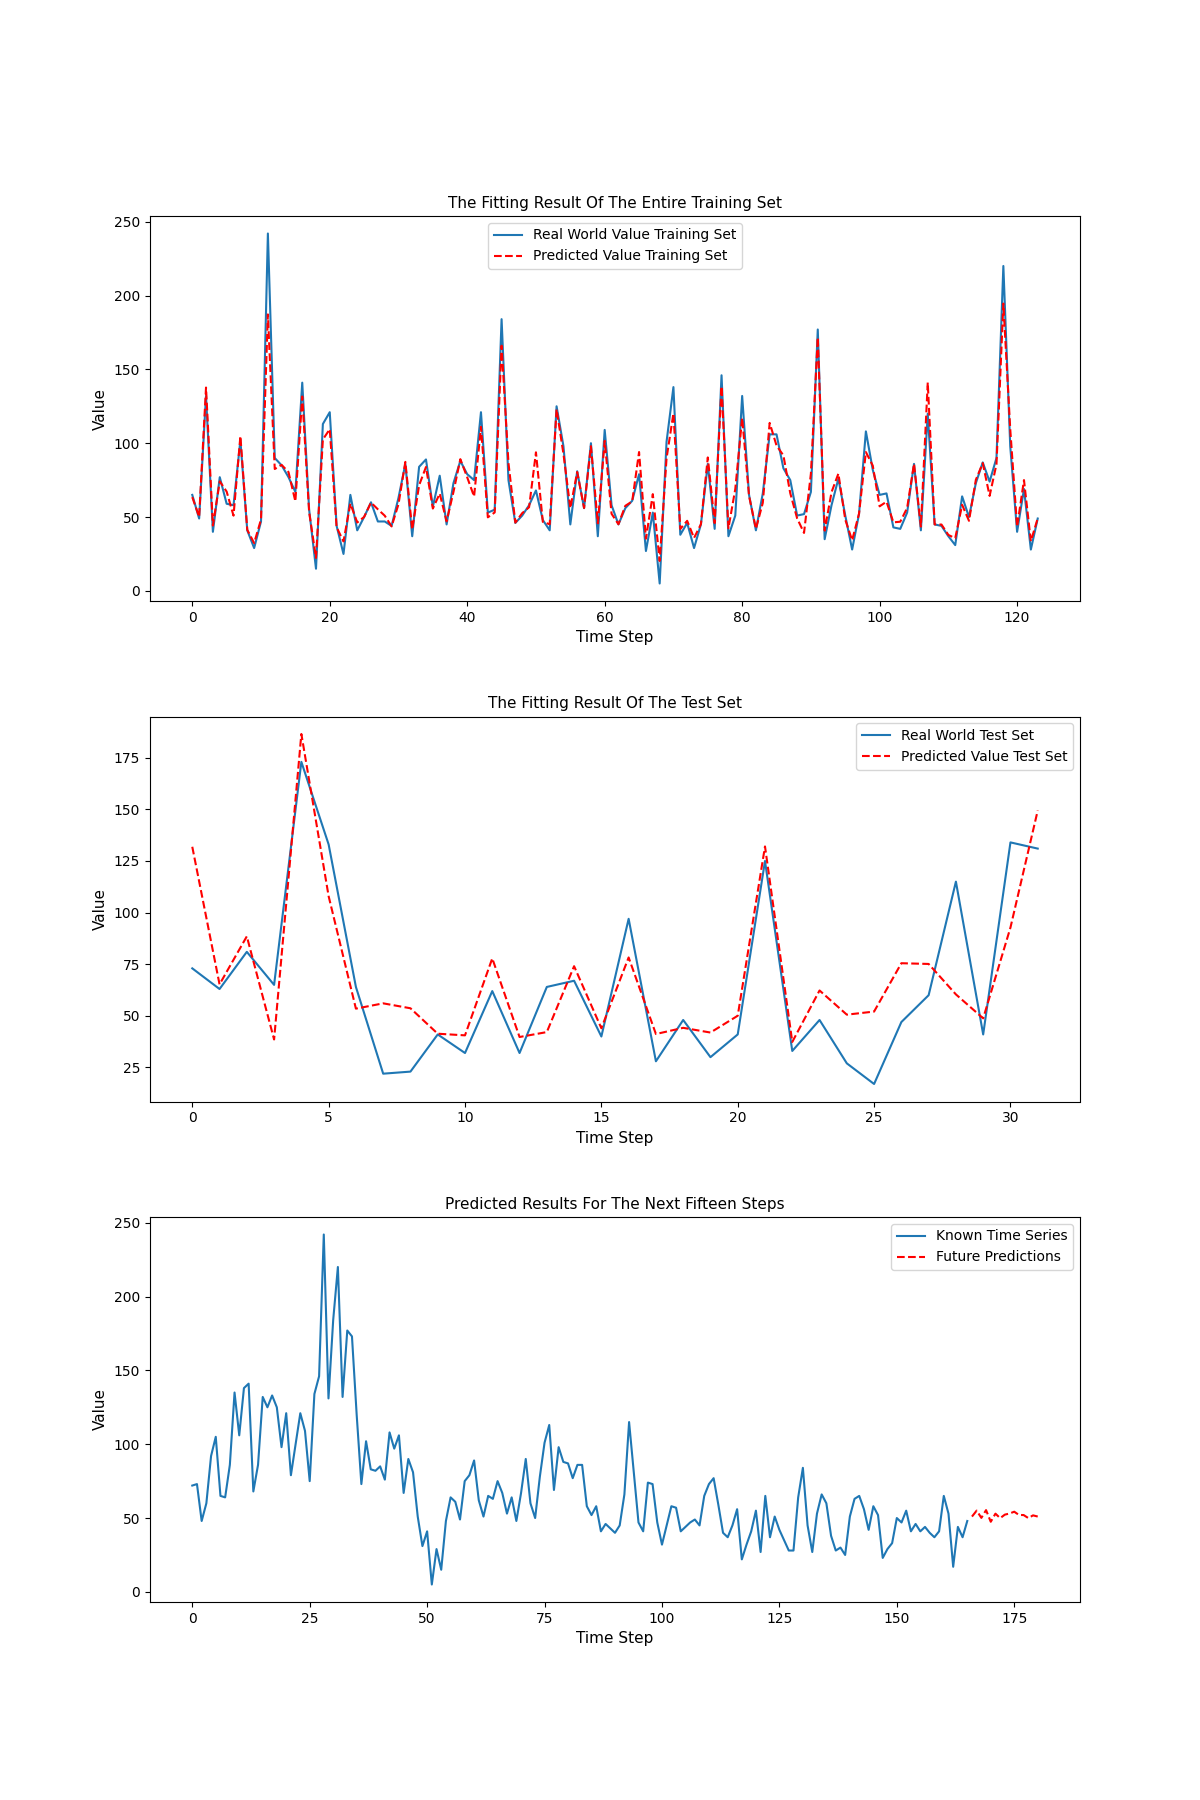 The Fitting Result Of The Entire Training Set
250
200
150
100
50
0
Value
Real World Value Training Set
Predicted Value Training Set
0 20 40 60 80 100 120
Time Step
The Fitting Result Of The Test Set
175
150
125
100
75
50
25
Value
Real World Test Set
Predicted Value Test Set
0 5 10 15 20 25 30
Time Step
Predicted Results For The Next Fifteen Steps
250
200
150
100
50
0
Value
Known Time Series
Future Predictions
0 25 50 75 100 125 150 175
Time Step